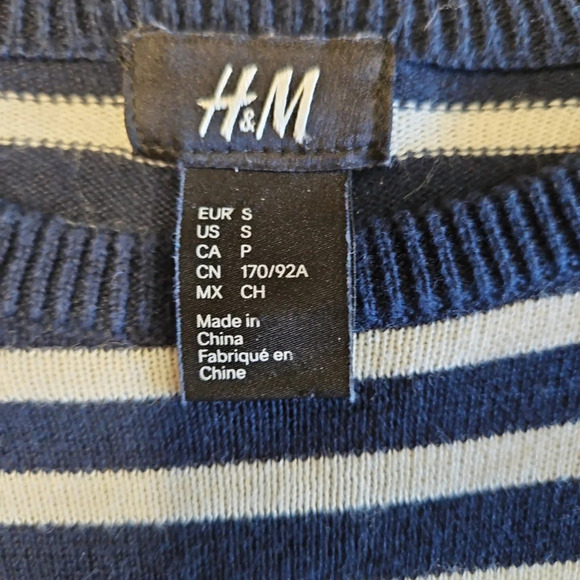 H&M
EUR S
US S
CA P
CN 170/92A
MX CH
Made in
China
Fabriqué en
Chine